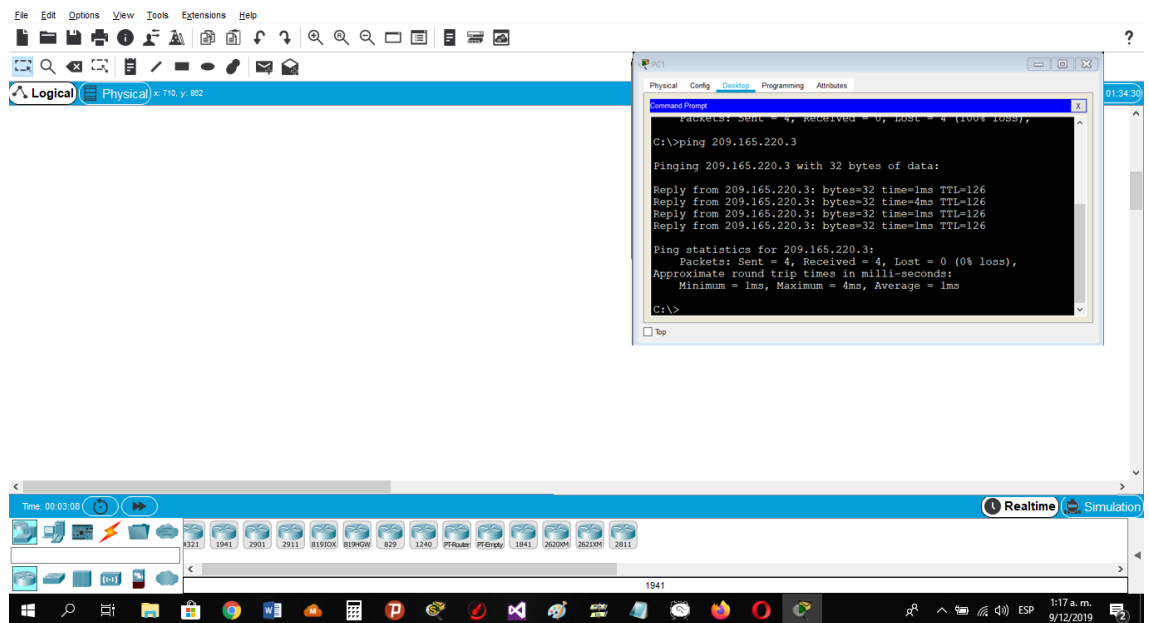 File Edit Options View Tools Extensions Help
?
PC1
Logical Physical x: 710, y: 862
01:34:30
Physical Config Desktop Programming Attributes
Command Prompt X
Packets: Sent = 4, Received = 0, Lost = 4 (100% loss),
C:\>ping 209.165.220.3
Pinging 209.165.220.3 with 32 bytes of data:
Reply from 209.165.220.3: bytes=32 time=1ms TTL=126
Reply from 209.165.220.3: bytes=32 time=4ms TTL=126
Reply from 209.165.220.3: bytes=32 time=1ms TTL=126
Reply from 209.165.220.3: bytes=32 time=1ms TTL=126
Ping statistics for 209.165.220.3:
Packets: Sent = 4, Received = 4, Lost = 0 (0% loss),
Approximate round trip times in milli-seconds:
Minimum = 1ms, Maximum = 4ms, Average = 1ms
C:\>
Top
Time: 00:03:08
Realtime Simulation
4321 1941 2901 2911 819IOX 819HGW 829 1240 PT-Router PT-Empty 1841 2620XM 2621XM 2811
1941
ESP
1:17 a. m.
9/12/2019
2